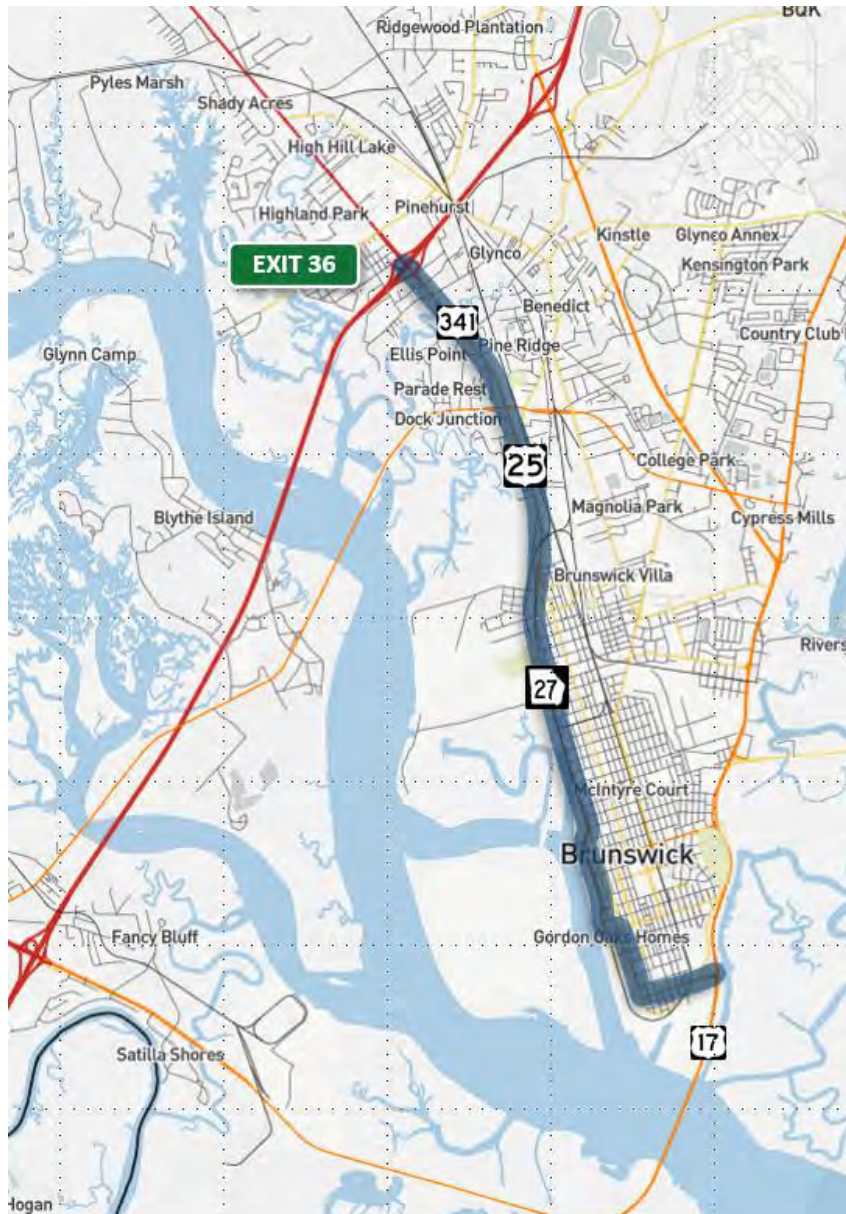 BQK
Ridgewood Plantation
Pyles Marsh
Shady Acres
High Hill Lake
Pinehurst
Highland Park
Kinstle
Glynco Annex
EXIT 36
Glynco
Kensington Park
Benedict
341
Country Club
Pine Ridge
Ellis Point
Glynn Camp
Parade Rest
Dock Junction
25
College Park
Magnolia Park
Blythe Island
Cypress Mills
Brunswick Villa
Rivers
27
McIntyre Court
Brunswick
Fancy Bluff
Gordon Oaks Homes
17
Satilla Shores
Hogan